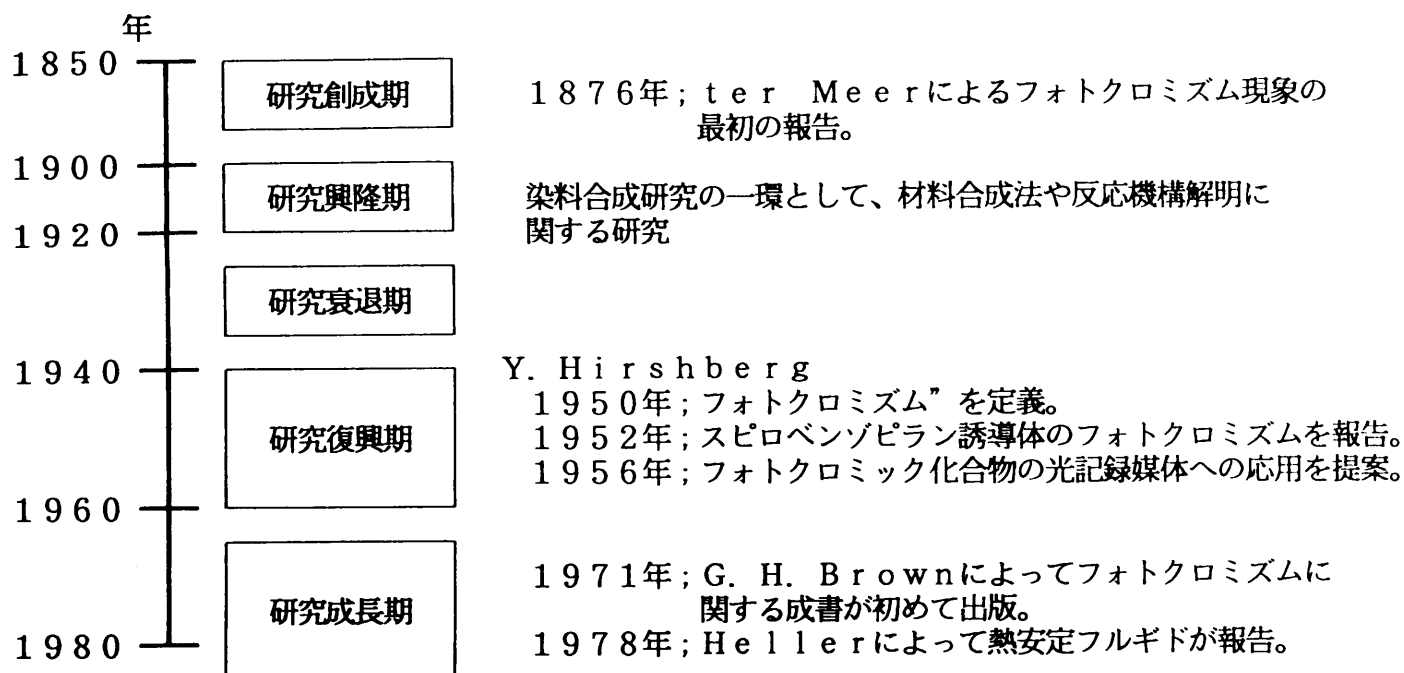 年
1850
研究創成期
1876年;ter Meerによるフォトクロミズム現象の
最初の報告。
1900
研究興隆期
染料合成研究の一環として、材料合成法や反応機構解明に
関する研究
1920
研究衰退期
1940
Y. Hirshberg
1950年;フォトクロミズム”を定義。
研究復興期
1952年;スピロベンゾピラン誘導体のフォトクロミズムを報告。
1956年;フォトクロミック化合物の光記録媒体への応用を提案。
1960
1971年;G. H. Brownによってフォトクロミズムに
関する成書が初めて出版。
研究成長期
1978年;Hellerによって熱安定フルギドが報告。
1980